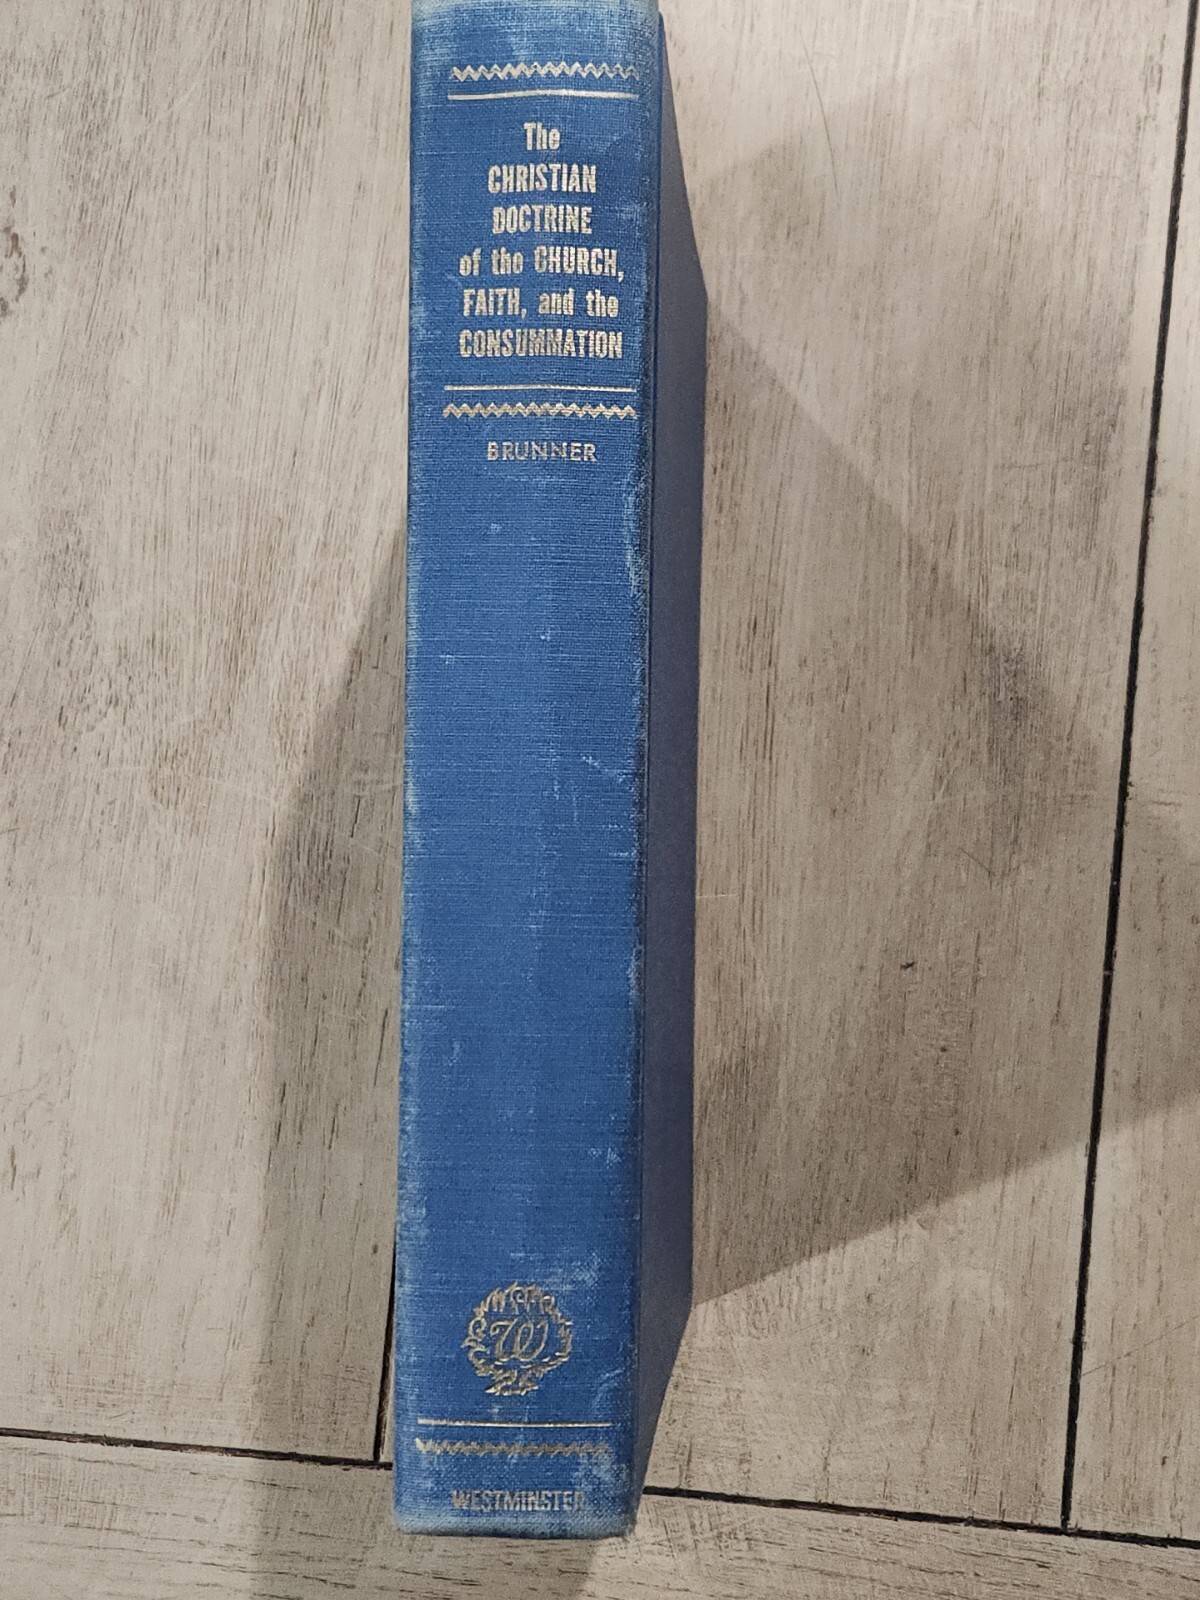 The
CHRISTIAN
DOCTRINE
of the CHURCH,
FAITH, and the
CONSUMMATION
BRUNNER
W
WESTMINSTER